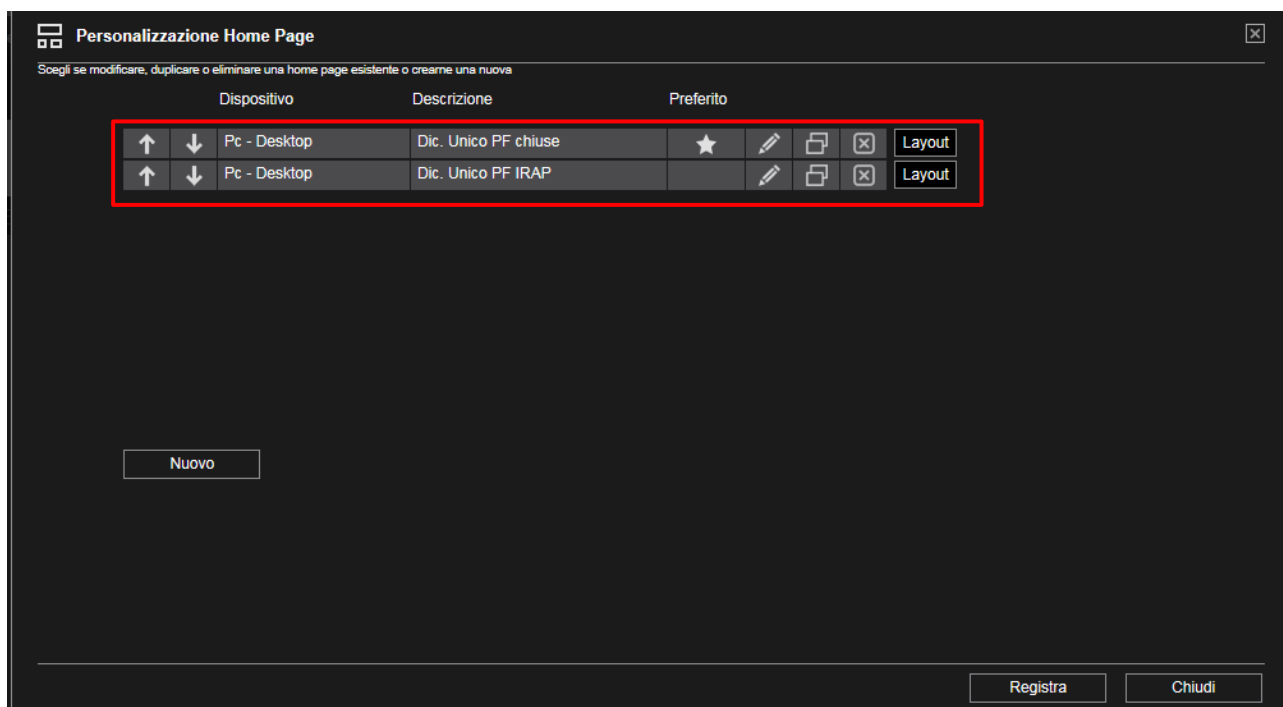 Personalizzazione Home Page
Scegli se modificare, duplicare o eliminare una home page esistente o crearne una nuova
Dispositivo Descrizione Preferito
Pc - Desktop Dic. Unico PF chiuse Layout
Pc - Desktop Dic. Unico PF IRAP Layout
Nuovo
Registra Chiudi